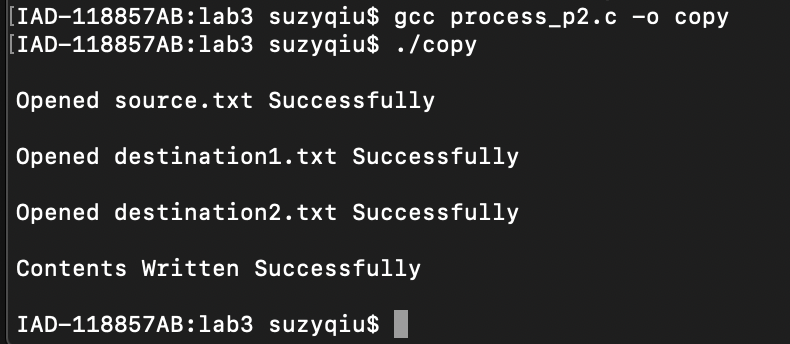 [IAD-118857AB:lab3 suzyqiu$ gcc process_p2.c -o copy
[IAD-118857AB:lab3 suzyqiu$ ./copy
Opened source.txt Successfully
Opened destination1.txt Successfully
Opened destination2.txt Successfully
Contents Written Successfully
IAD-118857AB:lab3 suzyqiu$